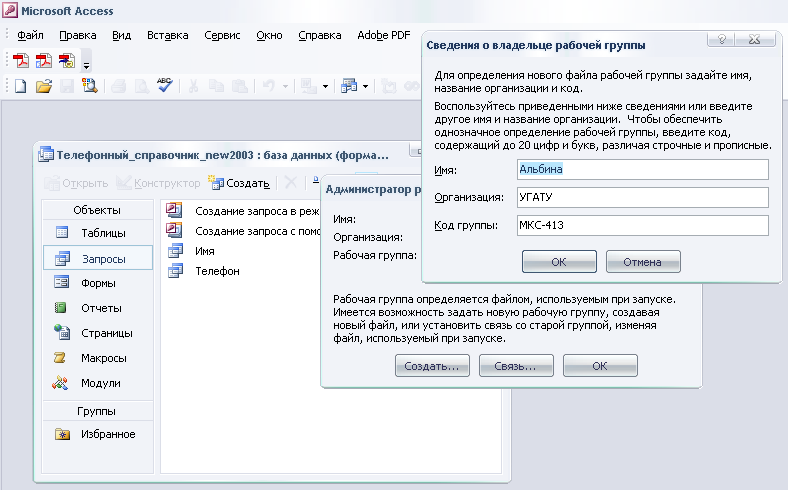 Microsoft Access
Файл Правка Вид Вставка Сервис Окно Справка Adobe PDF
Сведения о владельце рабочей группы
Для определения нового файла рабочей группы задайте имя,
название организации и код.
Воспользуйтесь приведенными ниже сведениями или введите
другое имя и название организации. Чтобы обеспечить
однозначное определение рабочей группы, введите код,
содержащий до 20 цифр и букв, различая строчные и прописные.
Имя: Альбина
Организация: УГАТУ
Код группы: МКС-413
ОК Отмена
Телефонный_справочник_new2003 : база данных (форма...
Открыть Конструктор Создать
Объекты
Таблицы
Запросы
Формы
Отчеты
Страницы
Макросы
Модули
Группы
Избранное
Создание запроса в реж
Создание запроса с помо
Имя
Телефон
Администратор р
Имя:
Организация:
Рабочая группа:
Рабочая группа определяется файлом, используемым при запуске.
Имеется возможность задать новую рабочую группу, создавая
новый файл, или установить связь со старой группой, изменяя
файл, используемый при запуске.
Создать... Связь... ОК